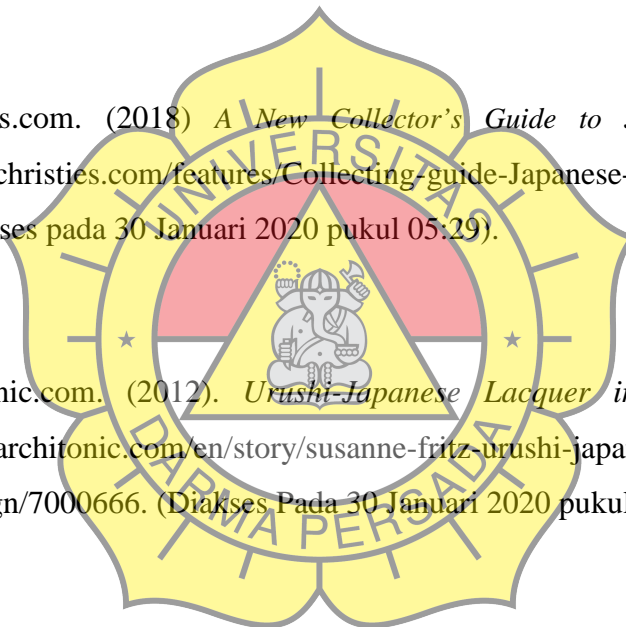 s.com. (2018) A New Collector's Guide to
christies.com/features/Collecting-guide-Japanese-
ses pada 30 Januari 2020 pukul 05:29).
nic.com. (2012). Urushi-Japanese Lacquer in
architonic.com/en/story/susanne-fritz-urushi-japa
gn/7000666. (Diakses Pada 30 Januari 2020 pukul
UNIVERSITAS
DARMA PERSADA